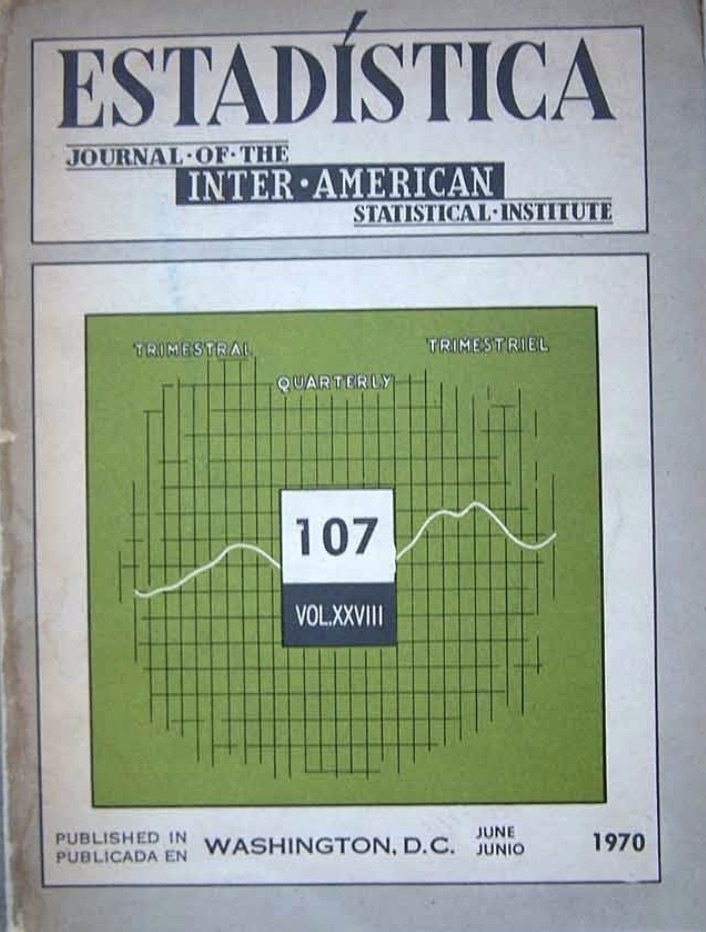 ESTADÍSTICA
JOURNAL·OF·THE
INTER·AMERICAN
STATISTICAL·INSTITUTE
TRIMESTRAL
TRIMESTRIEL
QUARTERLY
107
VOL.XXVIII
PUBLISHED IN
PUBLICADA EN
WASHINGTON, D.C.
JUNE
JUNIO
1970